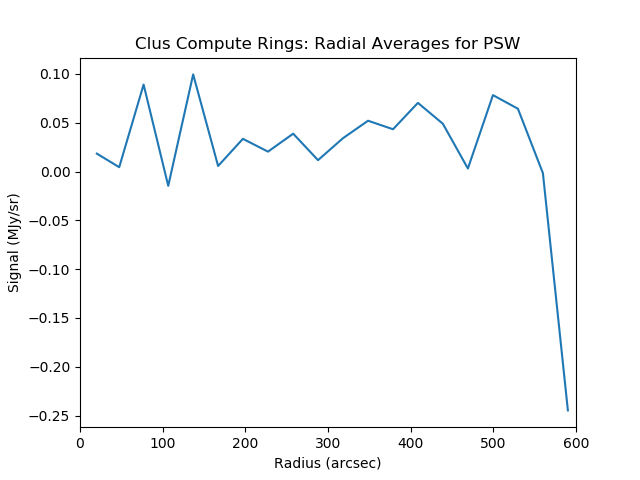 Clus Compute Rings: Radial Averages for PSW
0.10
0.05
0.00
−0.05
−0.10
−0.15
−0.20
−0.25
Signal (MJy/sr)
0 100 200 300 400 500 600
Radius (arcsec)